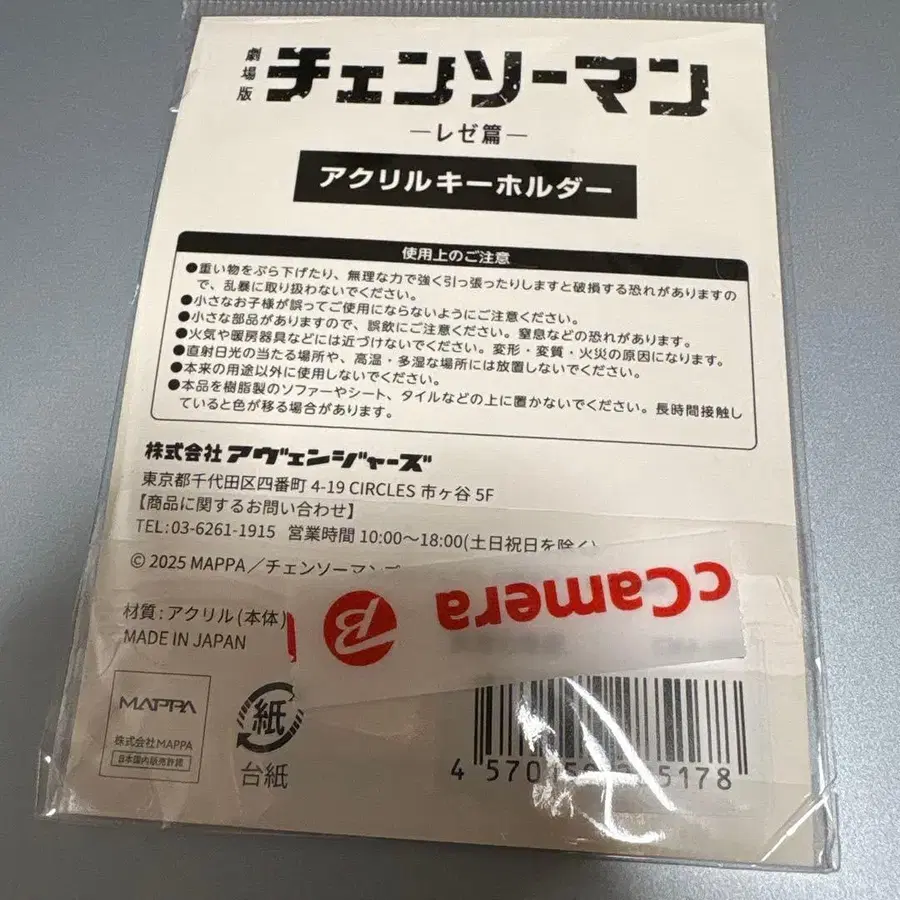 劇場版
チェンソーマン
―レゼ篇―
アクリルキーホルダー
使用上のご注意
●重い物をぶら下げたり、無理な力で強く引っ張ったりしますと破損する恐れがありますの
で、乱暴に取り扱わないでください。
●小さなお子様が誤ってご使用にならないようにご注意ください。
●小さな部品がありますので、誤飲にご注意ください。窒息などの恐れがあります。
●火気や暖房器具などには近づけないでください。変形・変質・火災の原因になります。
●直射日光の当たる場所や、高温・多湿な場所には放置しないでください。
●本来の用途以外に使用しないでください。
●本品を樹脂製のソファーやシート、タイルなどの上に置かないでください。長時間接触し
ていると色が移る場合があります。
株式会社アヴェンジャーズ
東京都千代田区四番町 4-19 CIRCLES 市ヶ谷 5F
【商品に関するお問い合わせ】
TEL:03-6261-1915 営業時間 10:00～18:00(土日祝日を除く)
© 2025 MAPPA／チェンソーマンプ
cCamera
B
材質:アクリル(本体)
MADE IN JAPAN
MAPPA
株式会社MAPPA
日本国内販売許諾
紙
台紙
4 570 5178